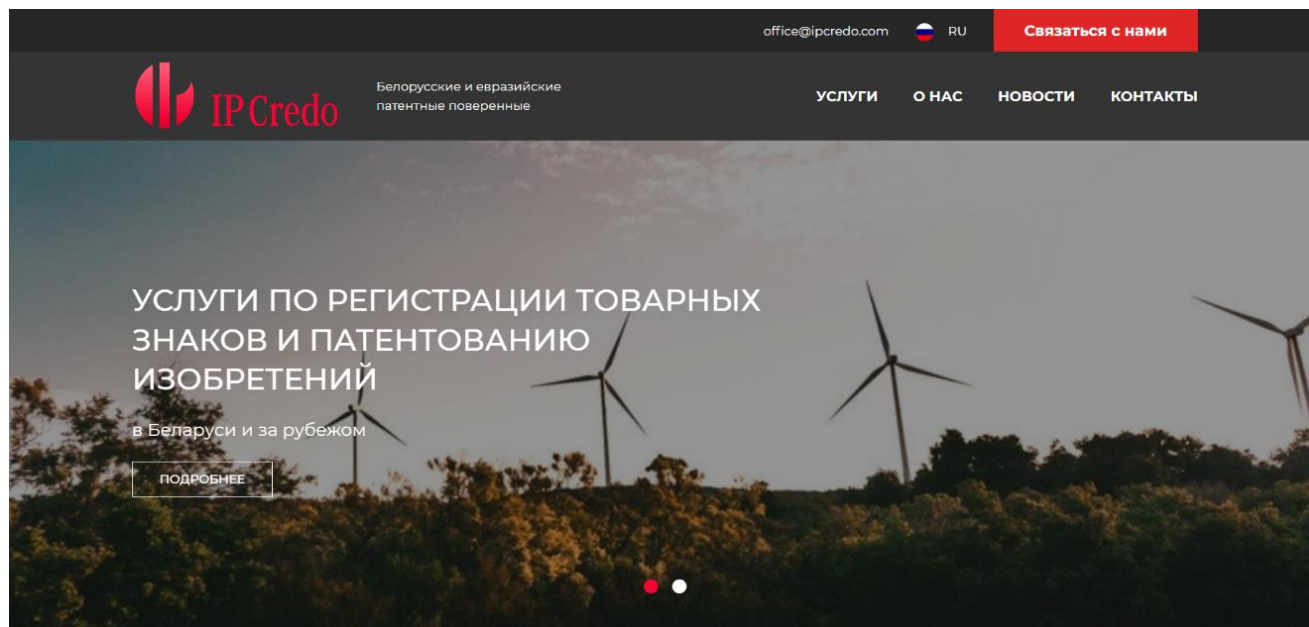 office@ipcredo.com RU Связаться с нами
IP Credo
Белорусские и евразийские
патентные поверенные
УСЛУГИ О НАС НОВОСТИ КОНТАКТЫ
УСЛУГИ ПО РЕГИСТРАЦИИ ТОВАРНЫХ
ЗНАКОВ И ПАТЕНТОВАНИЮ
ИЗОБРЕТЕНИЙ
в Беларуси и за рубежом
ПОДРОБНЕЕ